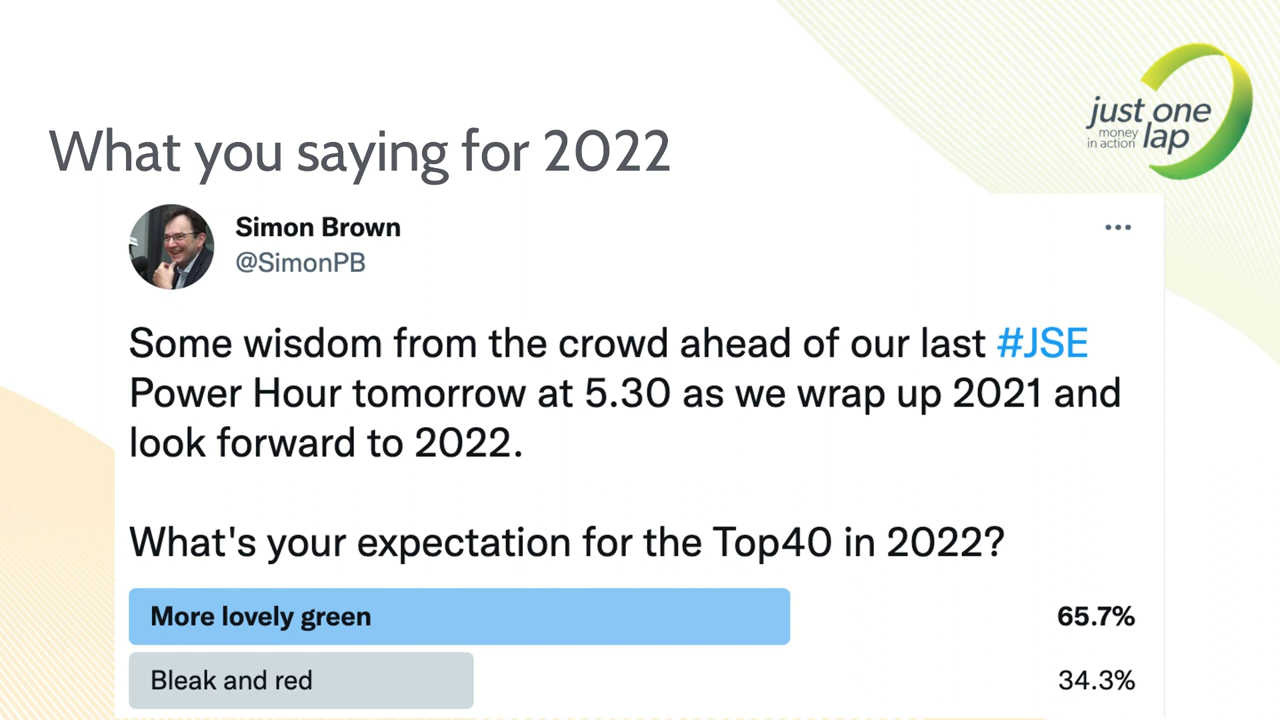 What you saying for 2022
just one
money
in action lap
Simon Brown
@SimonPB
Some wisdom from the crowd ahead of our last #JSE
Power Hour tomorrow at 5.30 as we wrap up 2021 and
look forward to 2022.
What's your expectation for the Top40 in 2022?
More lovely green 65.7%
Bleak and red 34.3%